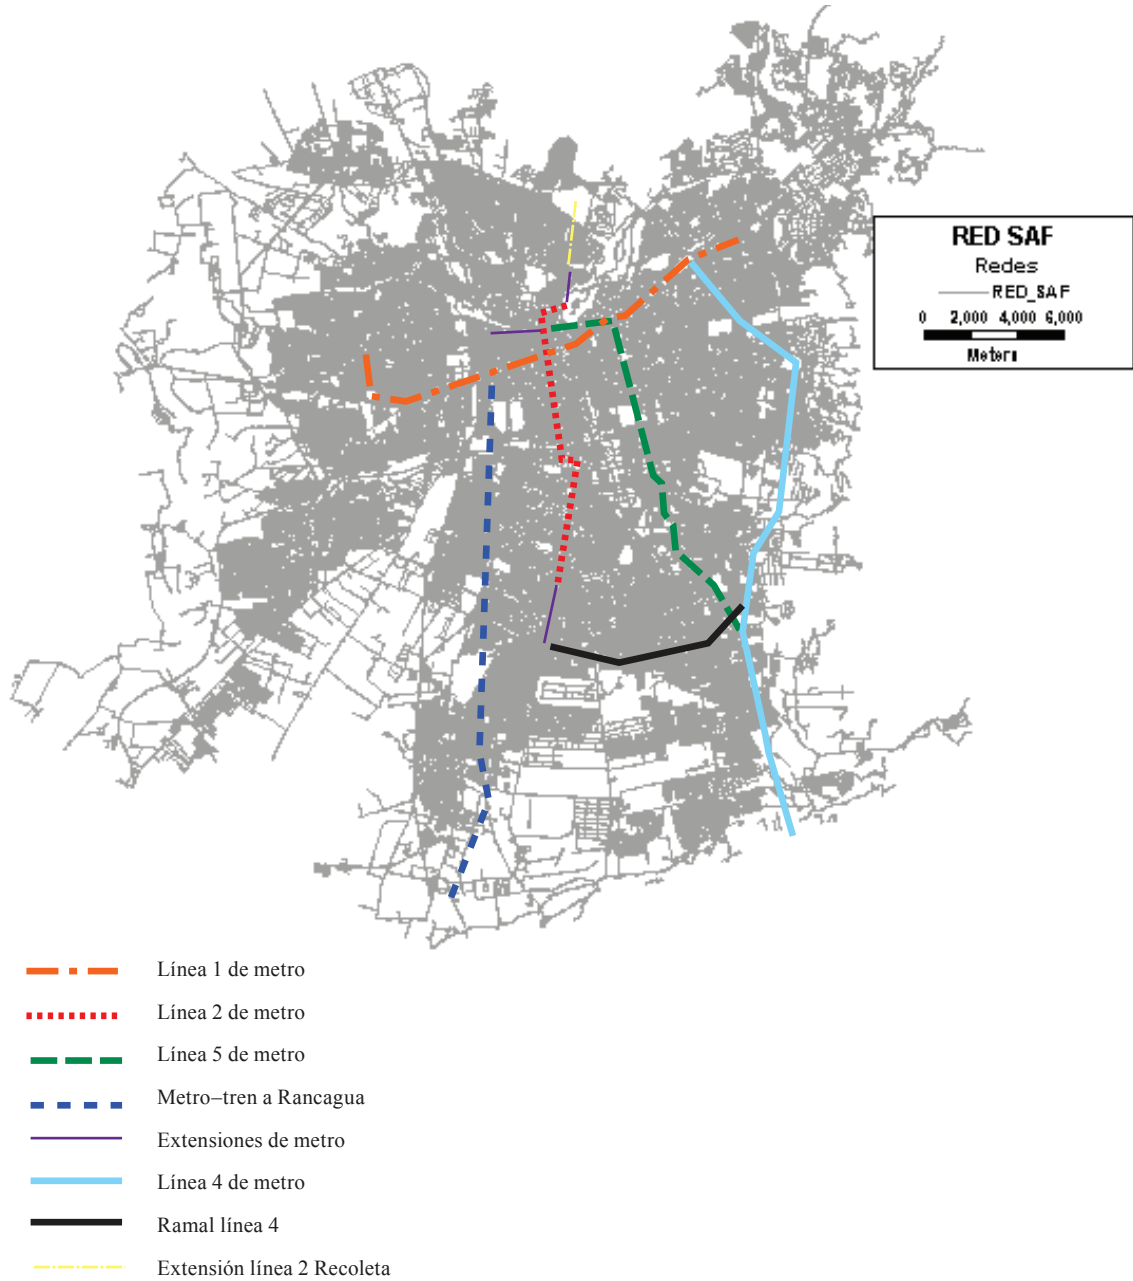 RED SAF
Redes
RED_SAF
0 2,000 4,000 6,000
Meters
Línea 1 de metro
Línea 2 de metro
Línea 5 de metro
Metro–tren a Rancagua
Extensiones de metro
Línea 4 de metro
Ramal línea 4
Extensión línea 2 Recoleta